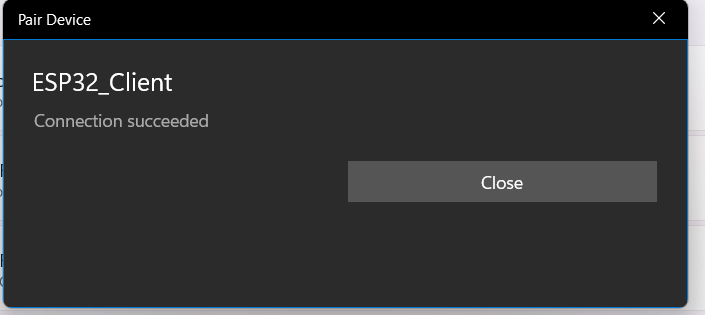 Pair Device
ESP32_Client
Connection succeeded
Close